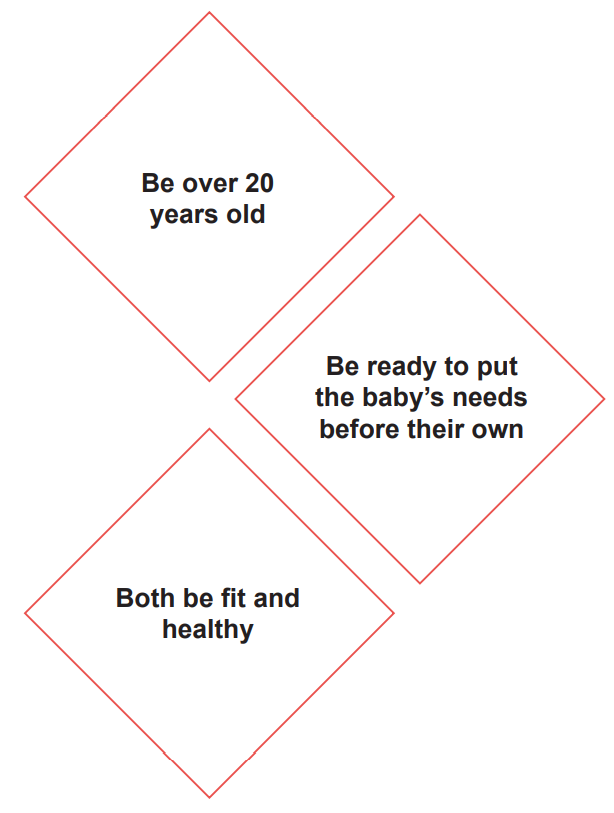 Be over 20
years old
Be ready to put
the baby’s needs
before their own
Both be fit and
healthy